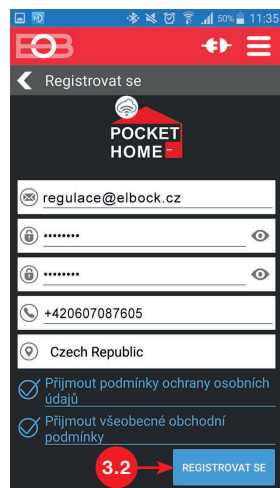 50% 11:35
EOB
Registrovat se
POCKET
HOME
regulace@elbock.cz
••••••••
••••••••
+420607087605
Czech Republic
Přijmout podmínky ochrany osobních
údajů
Přijmout všeobecné obchodní
podmínky
3.2
REGISTROVAT SE